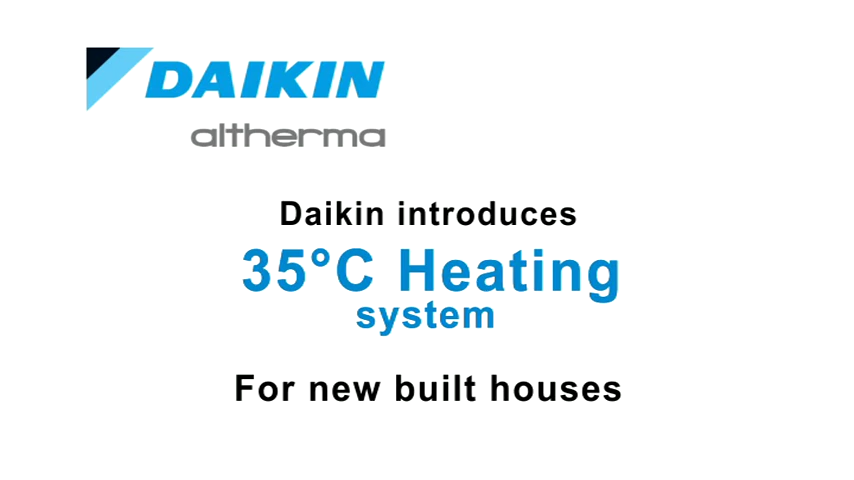 DAIKIN
altherma
Daikin introduces
35°C Heating
system
For new built houses